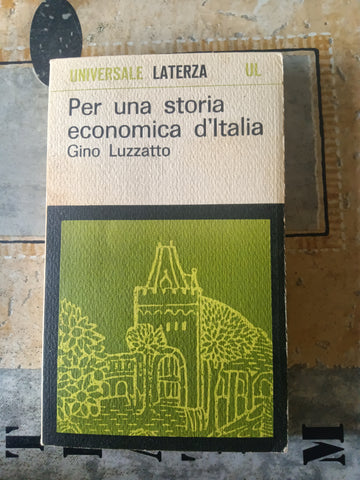 UNIVERSALE LATERZA UL
Per una storia
economica d'Italia
Gino Luzzatto
T M